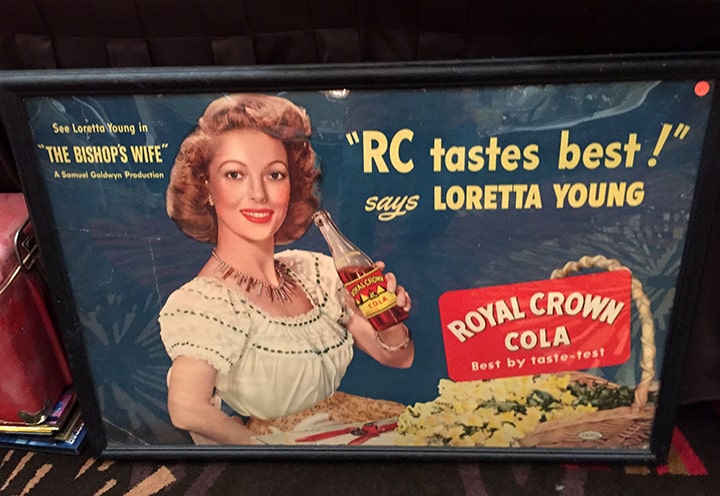 See Loretta Young in
"THE BISHOP'S WIFE"
A Samuel Goldwyn Production
"RC tastes best!"
says LORETTA YOUNG
ROYAL CROWN
RC
COLA
ROYAL CROWN
COLA
Best by taste-test